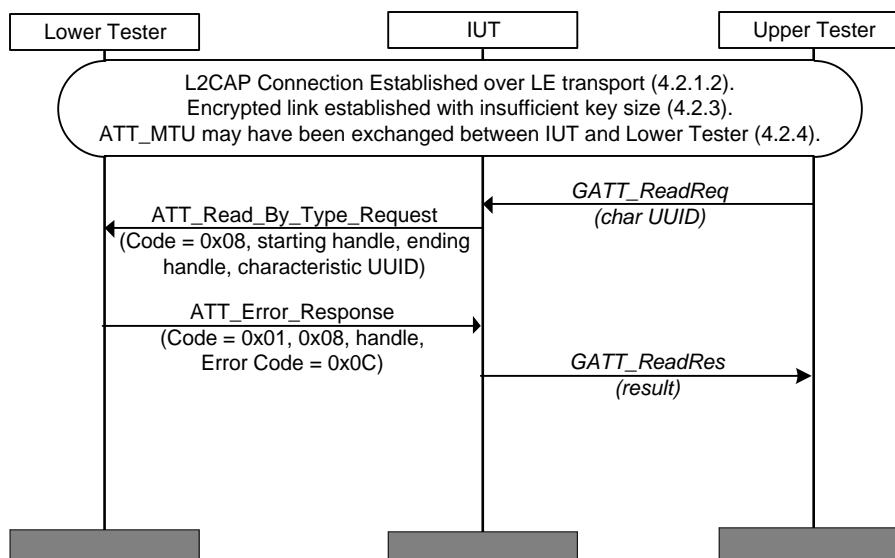 Lower Tester
IUT
Upper Tester
L2CAP Connection Established over LE transport (4.2.1.2).
Encrypted link established with insufficient key size (4.2.3).
ATT_MTU may have been exchanged between IUT and Lower Tester (4.2.4).
GATT_ReadReq
(char UUID)
ATT_Read_By_Type_Request
(Code = 0x08, starting handle, ending
handle, characteristic UUID)
ATT_Error_Response
(Code = 0x01, 0x08, handle,
Error Code = 0x0C)
GATT_ReadRes
(result)